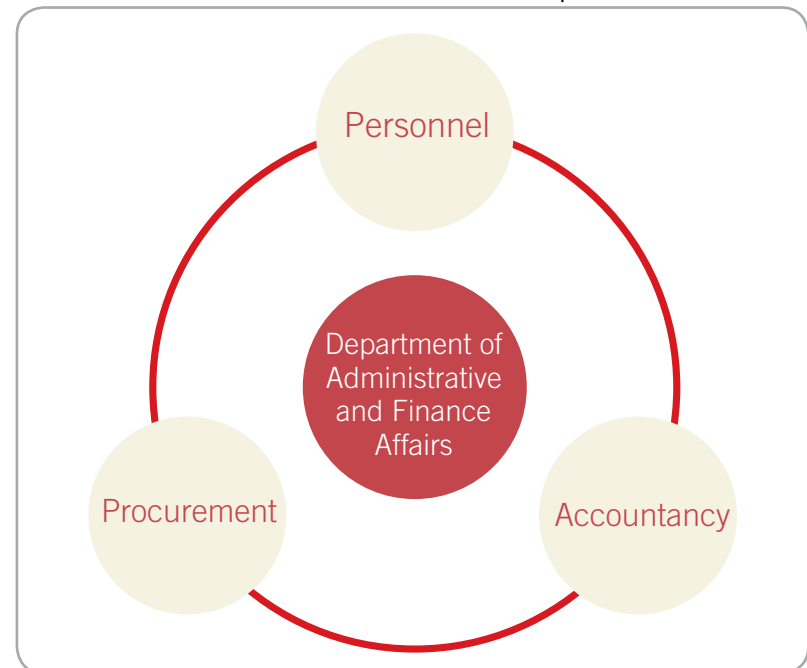 Personnel
Department of
Administrative
and Finance
Affairs
Procurement
Accountancy